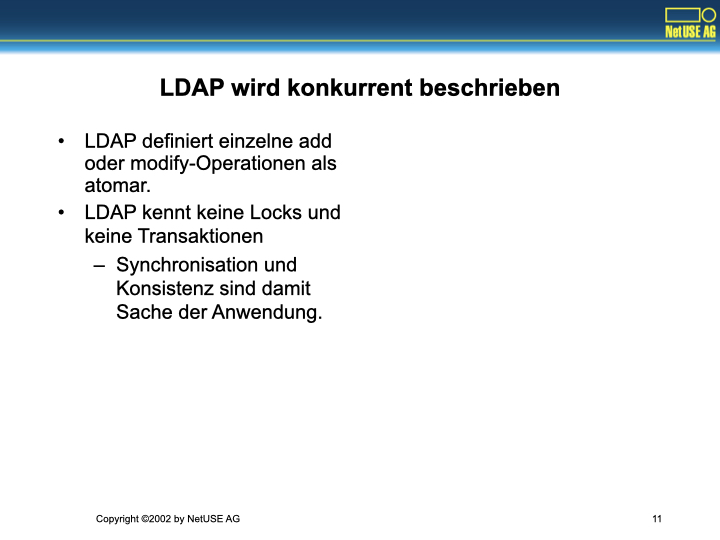 NetUSE AG
LDAP wird konkurrent beschrieben
• LDAP definiert einzelne add
oder modify-Operationen als
atomar.
• LDAP kennt keine Locks und
keine Transaktionen
– Synchronisation und
Konsistenz sind damit
Sache der Anwendung.
Copyright ©2002 by NetUSE AG
11